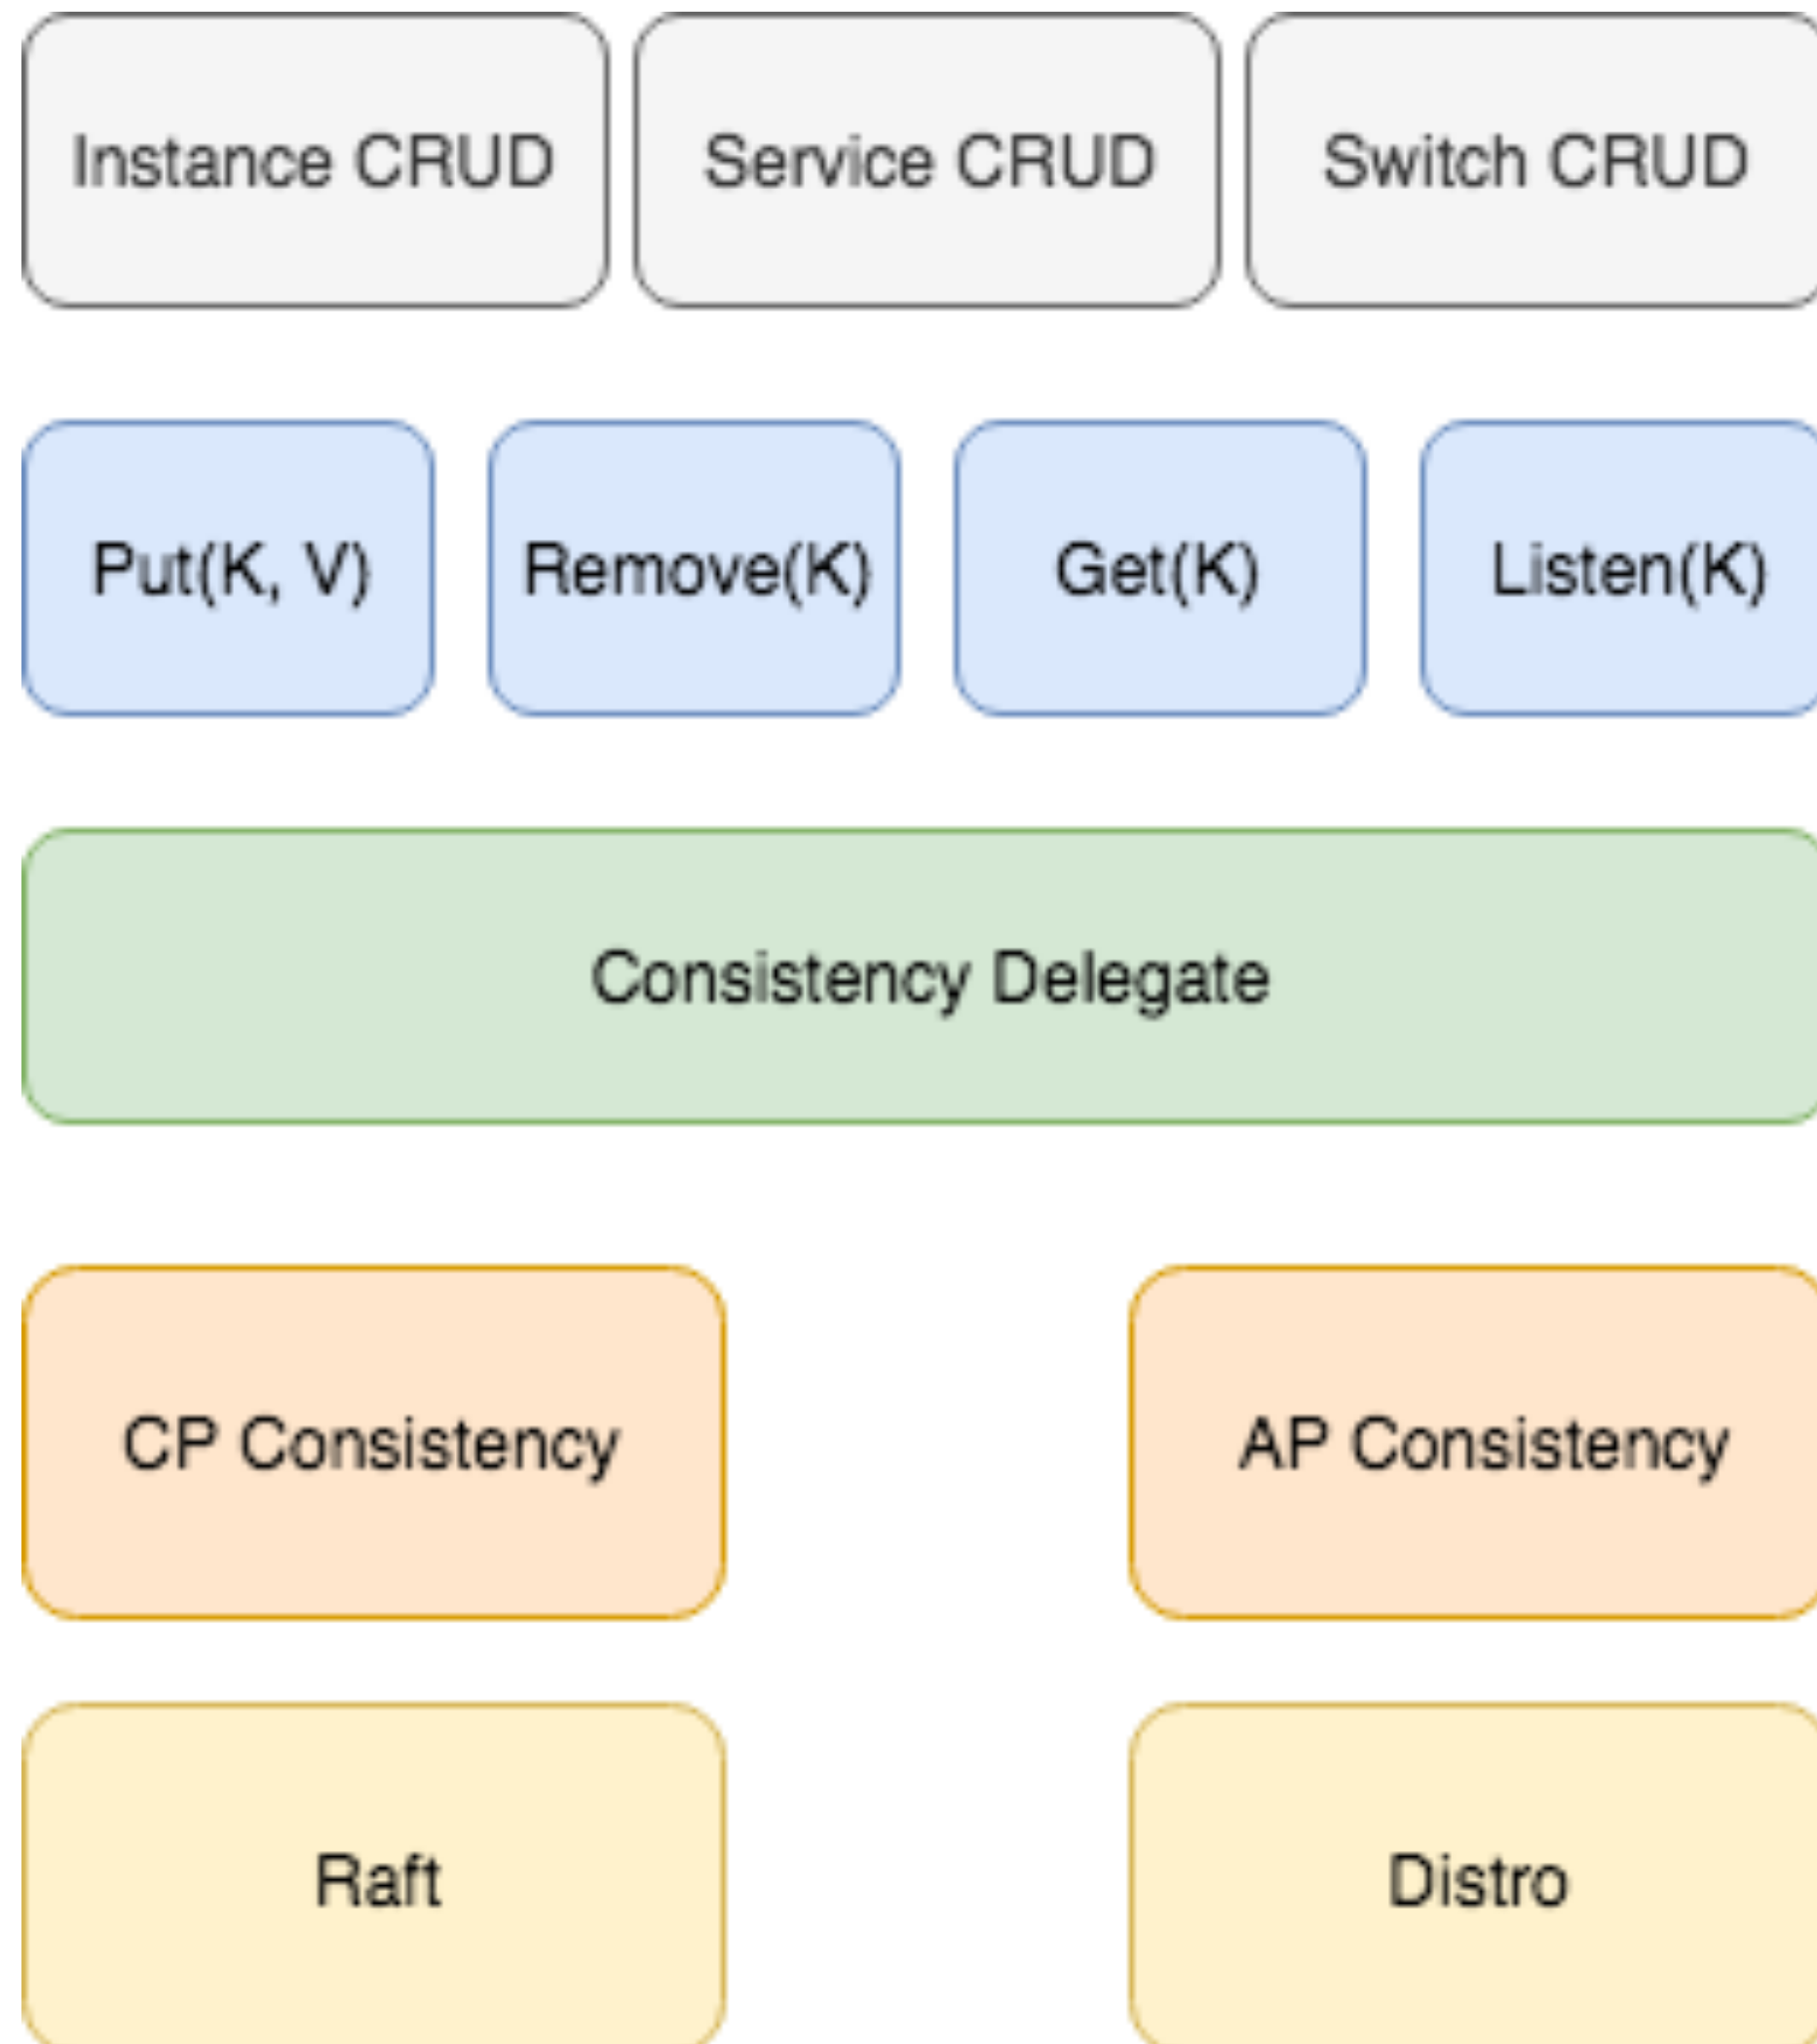 Instance CRUD
Service CRUD
Switch CRUD
Put(K, V)
Remove(K)
Get(K)
Listen(K)
Consistency Delegate
CP Consistency
AP Consistency
Raft
Distro